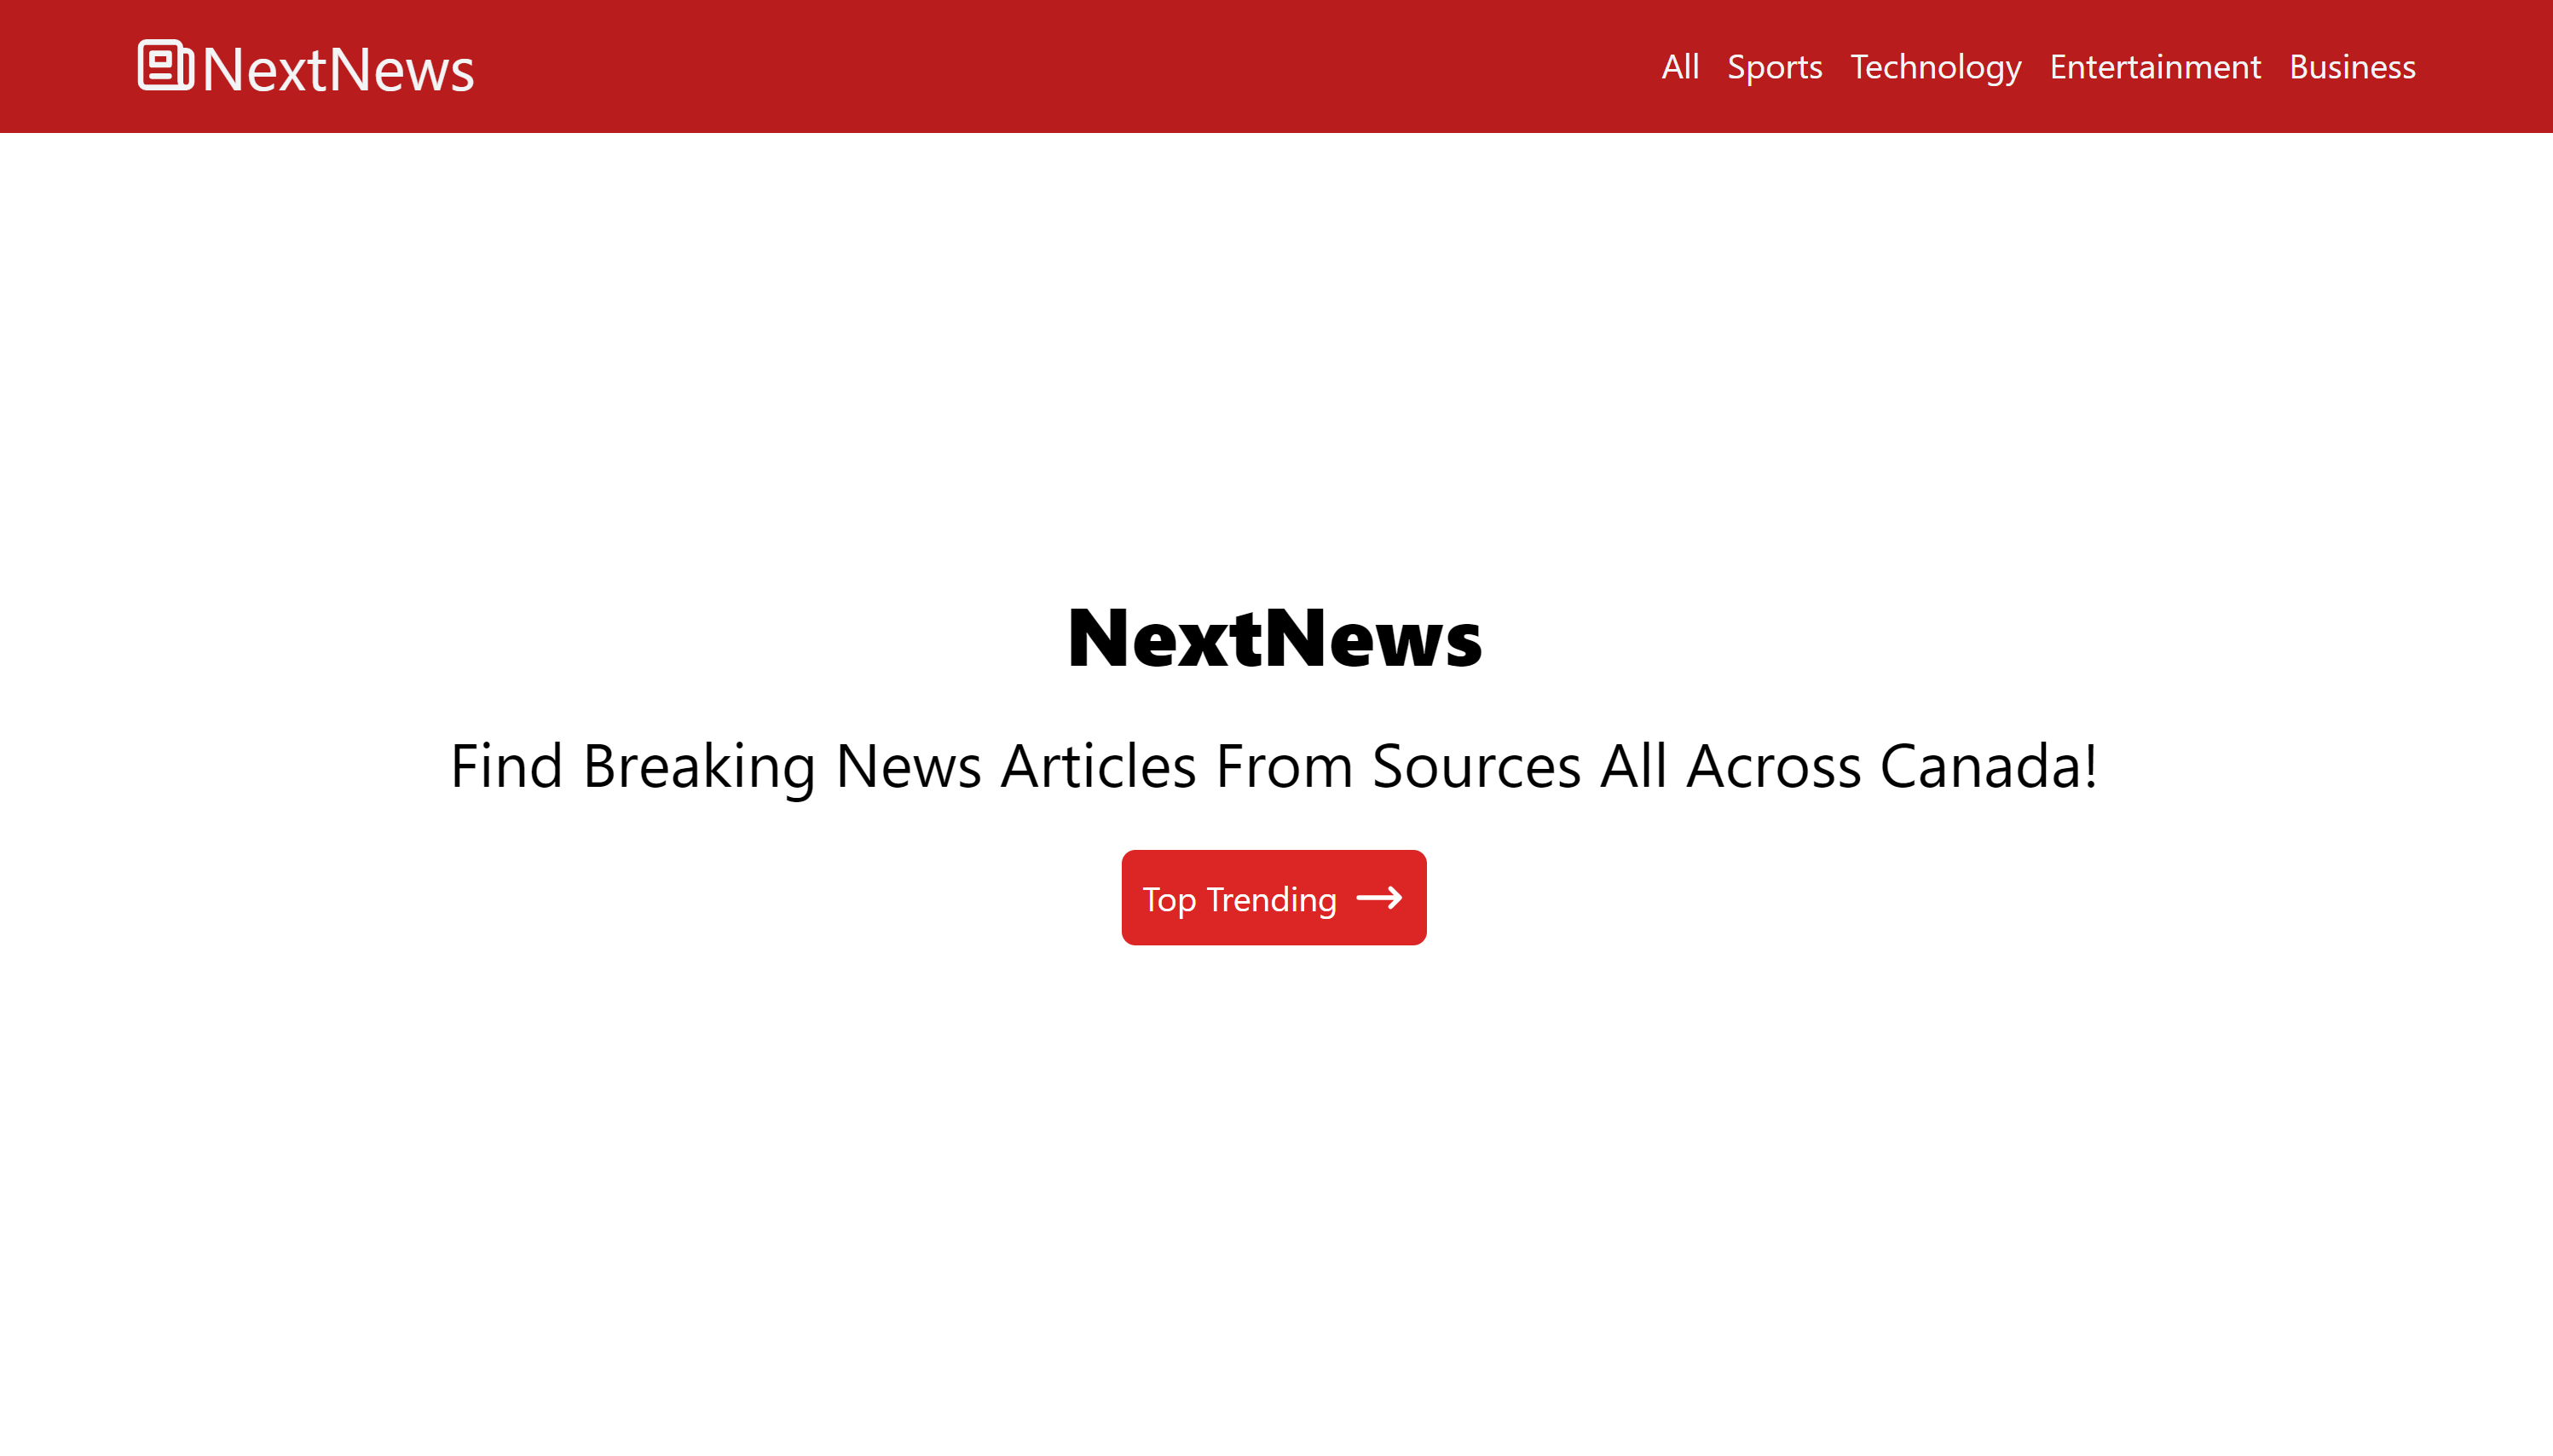 NextNews
All Sports Technology Entertainment Business
NextNews
Find Breaking News Articles From Sources All Across Canada!
Top Trending